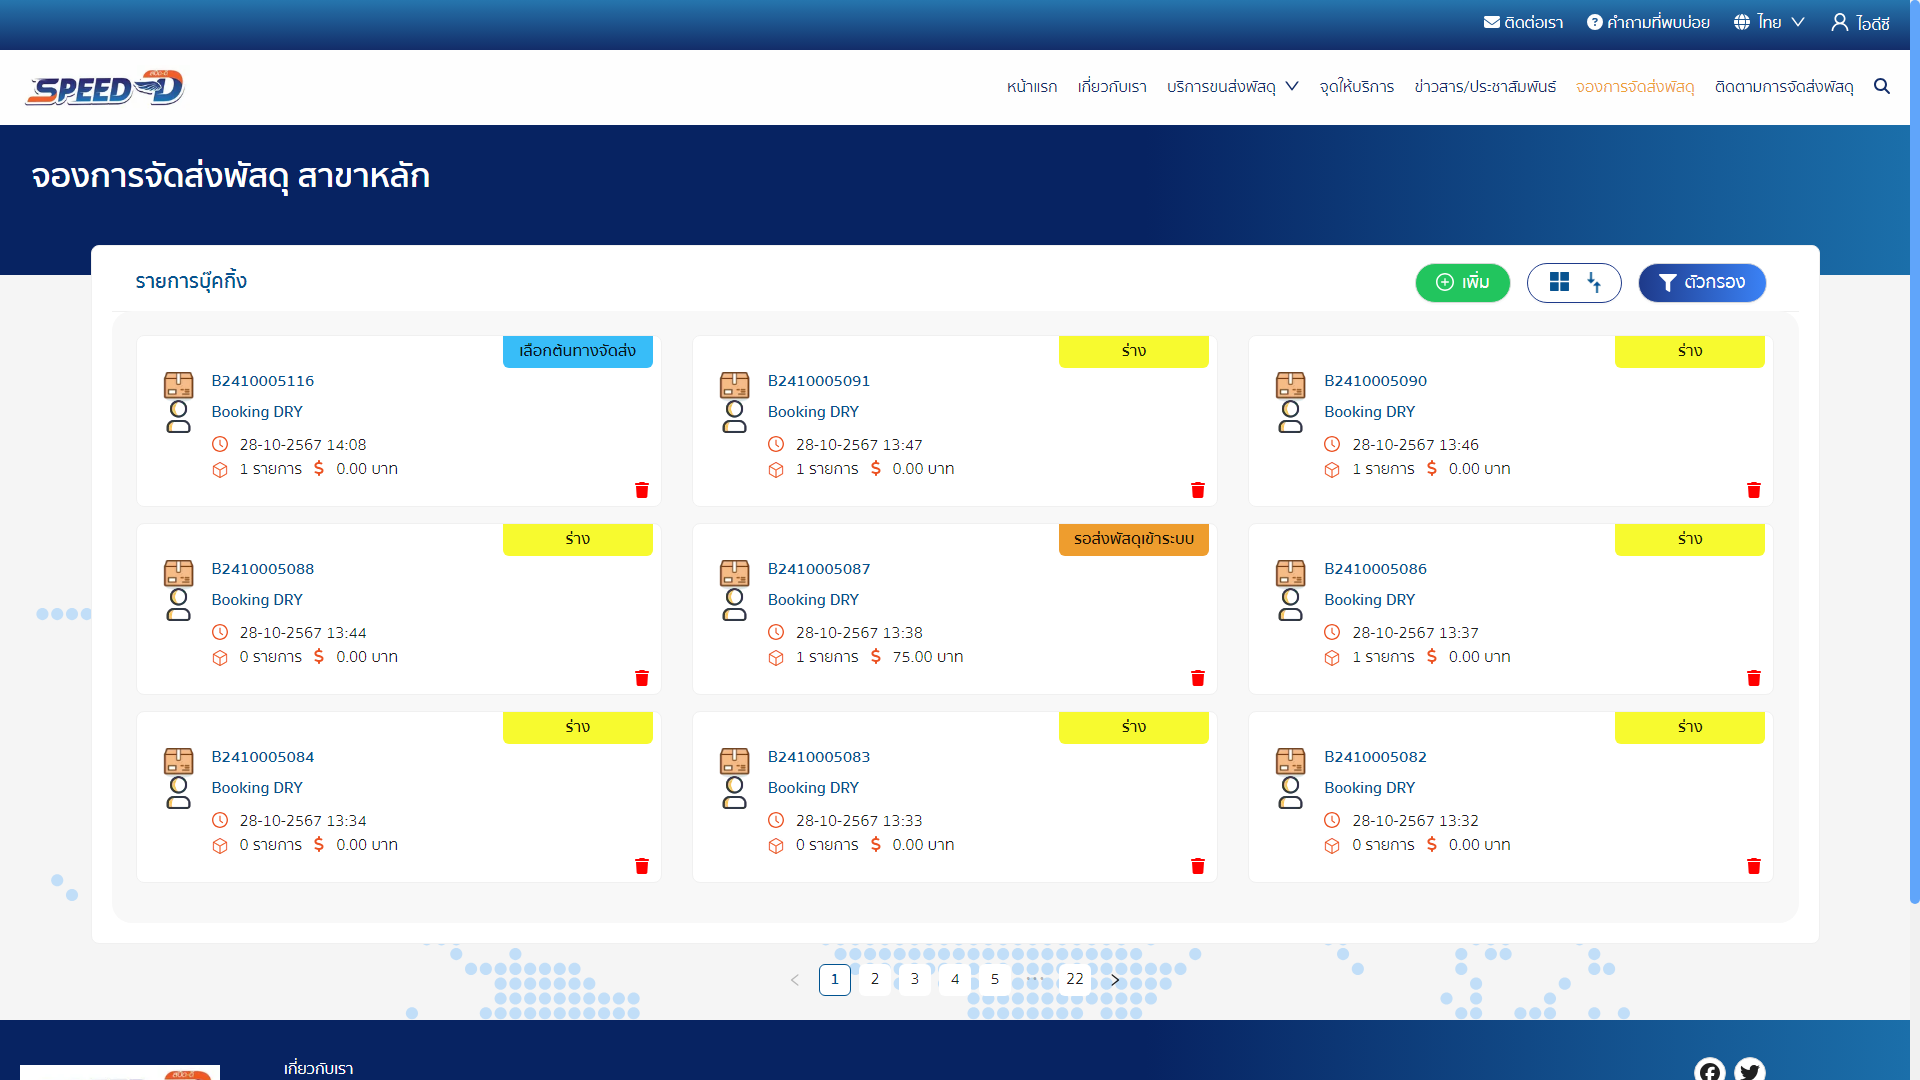 ติดต่อเรา คำถามที่พบบ่อย ไทย ไอดีซี
สปีด-ดี
SPEED-D
หน้าแรก เกี่ยวกับเรา บริการขนส่งพัสดุ จุดให้บริการ ข่าวสาร/ประชาสัมพันธ์ จองการจัดส่งพัสดุ ติดตามการจัดส่งพัสดุ
จองการจัดส่งพัสดุ สาขาหลัก
รายการบุ๊คกิ้ง
เพิ่ม
ตัวกรอง
เลือกต้นทางจัดส่ง
B2410005116
Booking DRY
28-10-2567 14:08
1 รายการ $ 0.00 บาท
ร่าง
B2410005091
Booking DRY
28-10-2567 13:47
1 รายการ $ 0.00 บาท
ร่าง
B2410005090
Booking DRY
28-10-2567 13:46
1 รายการ $ 0.00 บาท
ร่าง
B2410005088
Booking DRY
28-10-2567 13:44
0 รายการ $ 0.00 บาท
รอส่งพัสดุเข้าระบบ
B2410005087
Booking DRY
28-10-2567 13:38
1 รายการ $ 75.00 บาท
ร่าง
B2410005086
Booking DRY
28-10-2567 13:37
1 รายการ $ 0.00 บาท
ร่าง
B2410005084
Booking DRY
28-10-2567 13:34
0 รายการ $ 0.00 บาท
ร่าง
B2410005083
Booking DRY
28-10-2567 13:33
0 รายการ $ 0.00 บาท
ร่าง
B2410005082
Booking DRY
28-10-2567 13:32
0 รายการ $ 0.00 บาท
< 1 2 3 4 5 ••• 22 >
เกี่ยวกับเรา
สปีด-ดี